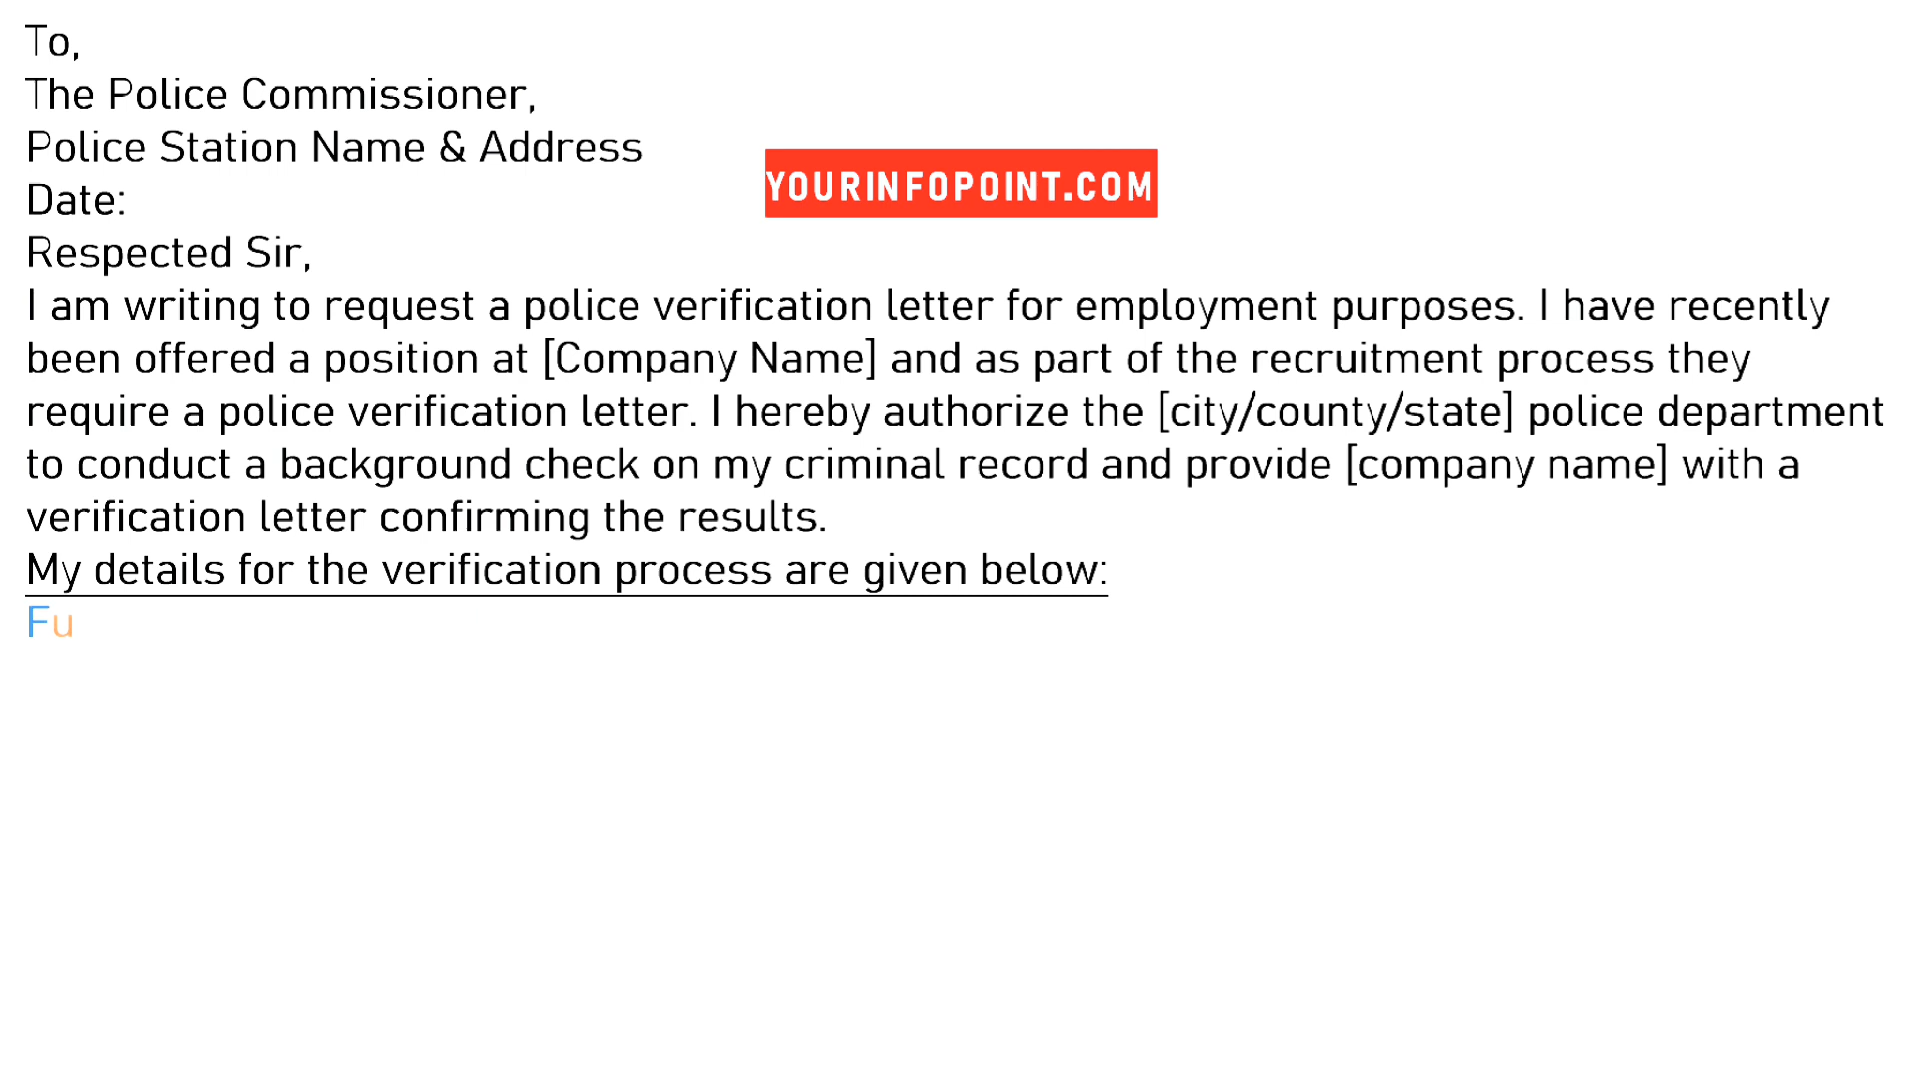 To,
The Police Commissioner,
Police Station Name & Address
YOURINFOPOINT.COM
Date:
Respected Sir,
I am writing to request a police verification letter for employment purposes. I have recently
been offered a position at [Company Name] and as part of the recruitment process they
require a police verification letter. I hereby authorize the [city/county/state] police department
to conduct a background check on my criminal record and provide [company name] with a
verification letter confirming the results.
My details for the verification process are given below:
Fu